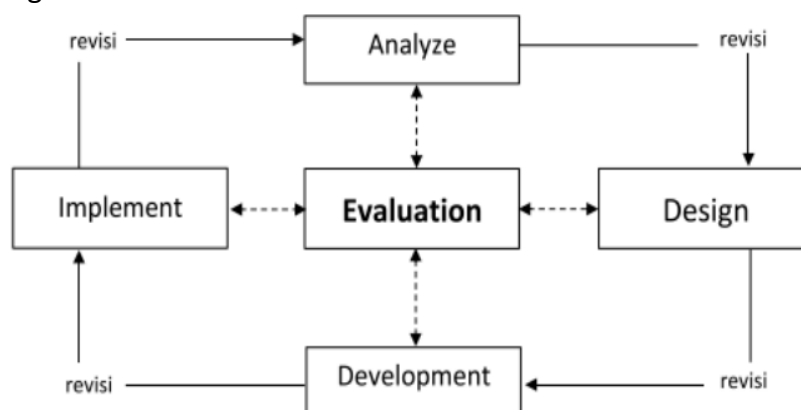 revisi
Analyze
revisi
Implement
Evaluation
Design
revisi
Development
revisi